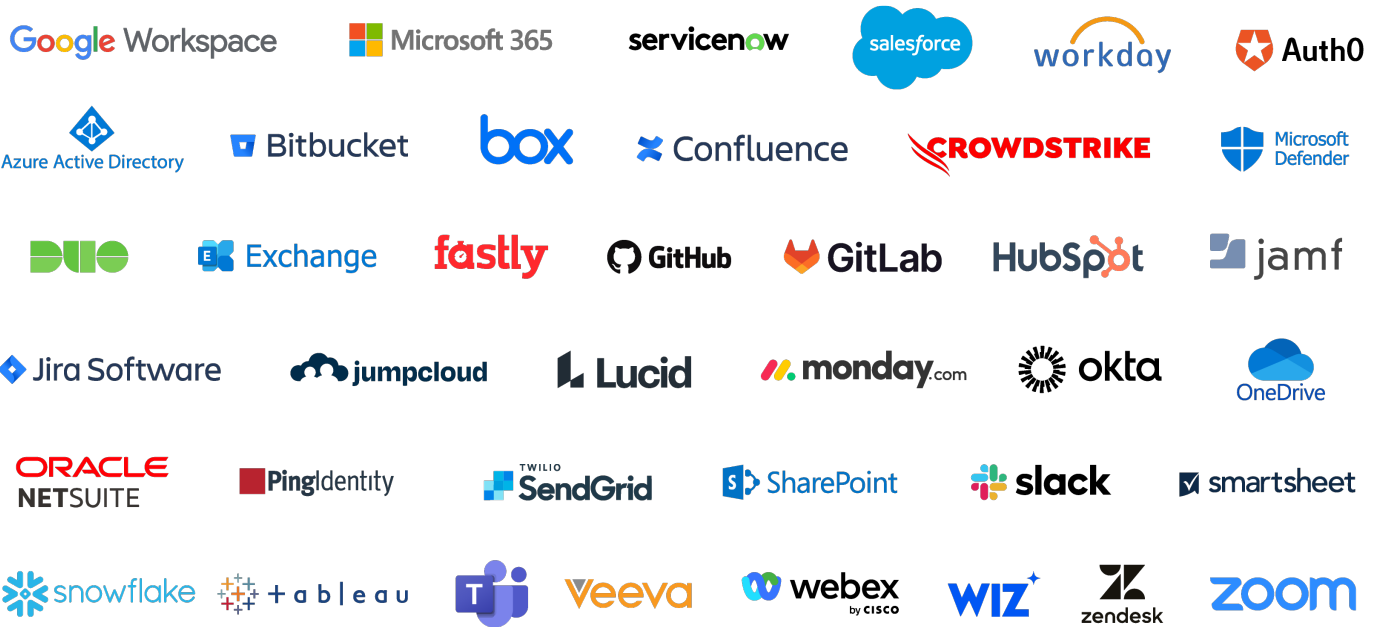 Google Workspace
Microsoft 365
servicenow
salesforce
workday
Auth0
Azure Active Directory
Bitbucket
box
Confluence
CROWDSTRIKE
Microsoft
Defender
DUO
E
Exchange
fastly
GitHub
GitLab
HubSpot
jamf
Jira Software
jumpcloud
Lucid
monday.com
okta
OneDrive
ORACLE
NETSUITE
PingIdentity
TWILIO
SendGrid
S
SharePoint
slack
smartsheet
snowflake
tableau
T
Veeva
webex
by CISCO
WIZ
zendesk
zoom